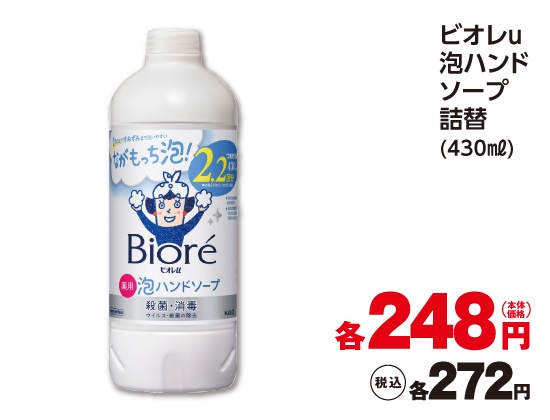 ビオレu
泡ハンド
ソープ
詰替
(430㎖)
ながもっち泡!
2.2
Bioré
ビオレu
薬用
泡ハンドソープ
殺菌・消毒
ウイルス・細菌の除去
各248円(本体価格)
税込 各272円